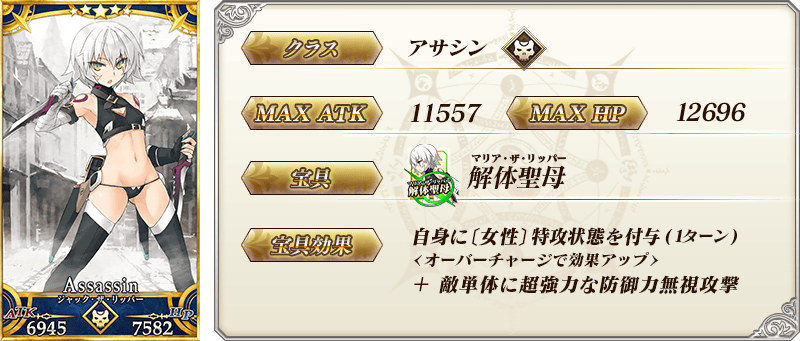 Assassin
ジャック・ザ・リッパー
ATK HP
6945 7582
クラス アサシン
MAX ATK 11557 MAX HP 12696
宝具
マリア・ザ・リッパー
解体聖母
解体聖母
宝具効果
自身に〔女性〕特攻状態を付与(1ターン)
<オーバーチャージで効果アップ>
+ 敵単体に超強力な防御力無視攻撃